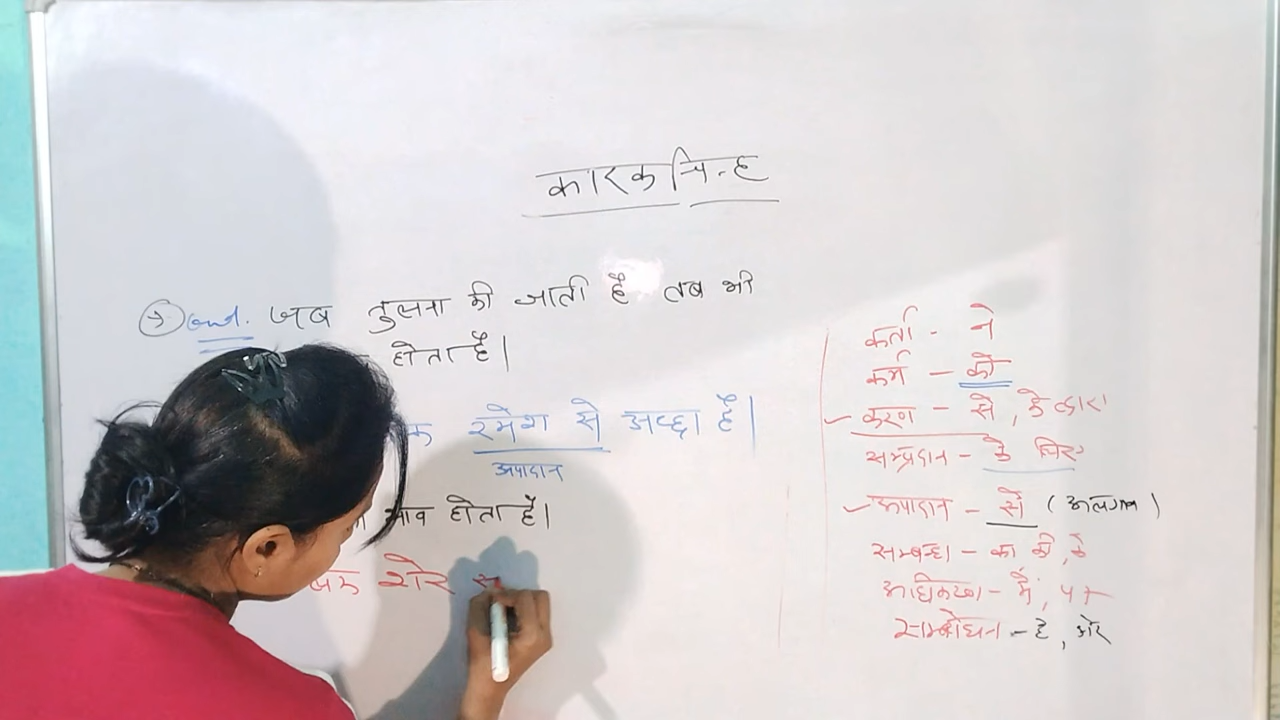 कारक चिन्ह
जब तुलना की जाती है तब भी
होता है।
रमेश से अच्छा है।
अपादान
भाव होता है।
शेर स
कर्ता - ने
कर्म - को
करण - से, के द्वारा
सम्प्रदान - के लिए
अपादान - से (अलगाव)
सम्बन्ध - का की, के
अधिकरण - में, पर
सम्बोधन - हे, ओर